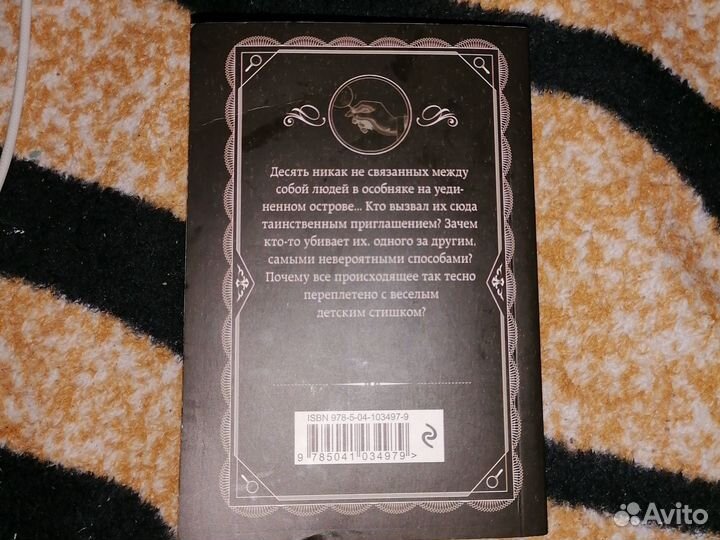 Десять никак не связанных между
собой людей в особняке на уеди-
ненном острове... Кто вызвал их сюда
таинственным приглашением? Зачем
кто-то убивает их, одного за другим,
самыми невероятными способами?
Почему все происходящее так тесно
переплетено с веселым
детским стишком?
ISBN 978-5-04-103497-9
9 785041 034979 >
Avito